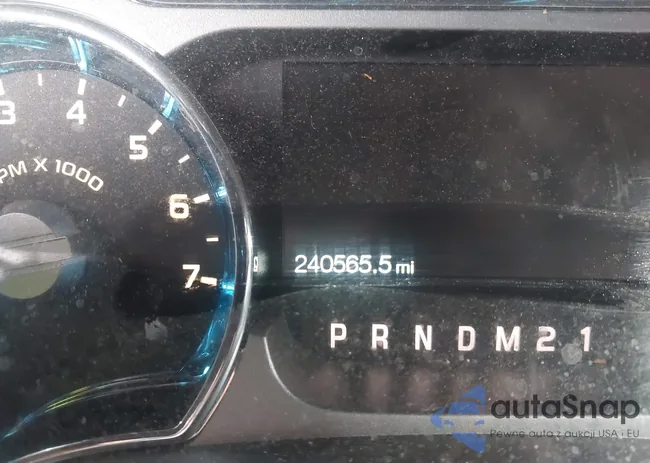 3 4 5 6 7
PM X 1000
240565.5 mi
P R N D M 2 1
autaSnap
Pewne auta z aukcji USA i EU